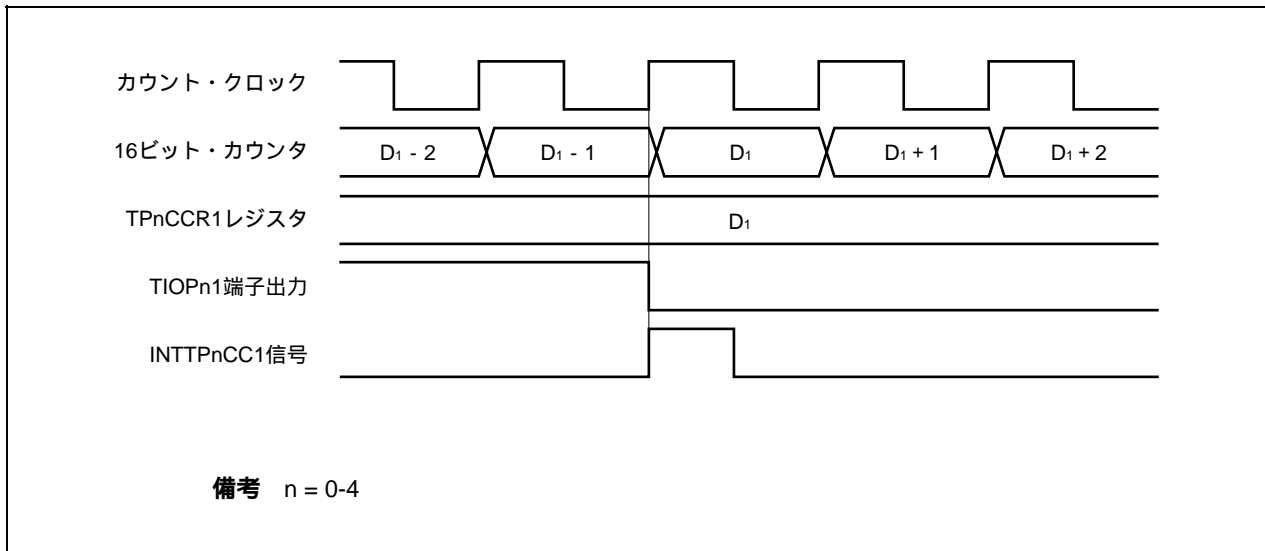 カウント・クロック
16ビット・カウンタ D₁ - 2 D₁ - 1 D₁ D₁ + 1 D₁ + 2
TPnCCR1レジスタ D₁
TIOPn1端子出力
INTTPnCC1信号
備考 n = 0-4